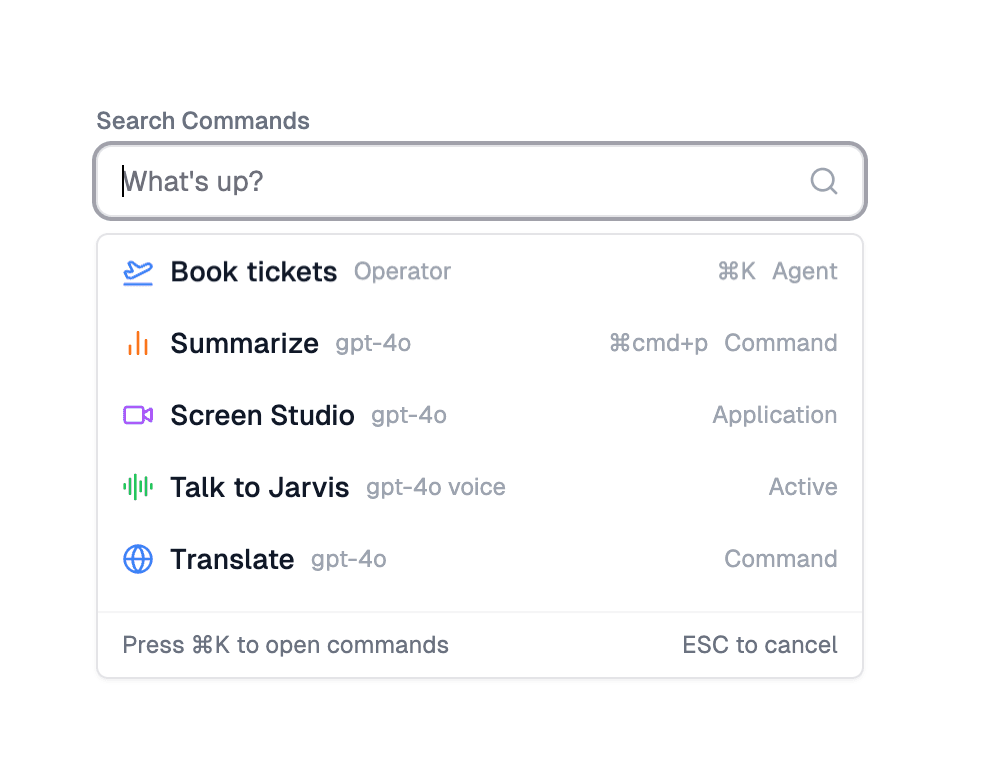 Search Commands
What's up?
Book tickets Operator ⌘K Agent
Summarize gpt-4o ⌘cmd+p Command
Screen Studio gpt-4o Application
Talk to Jarvis gpt-4o voice Active
Translate gpt-4o Command
Press ⌘K to open commands ESC to cancel